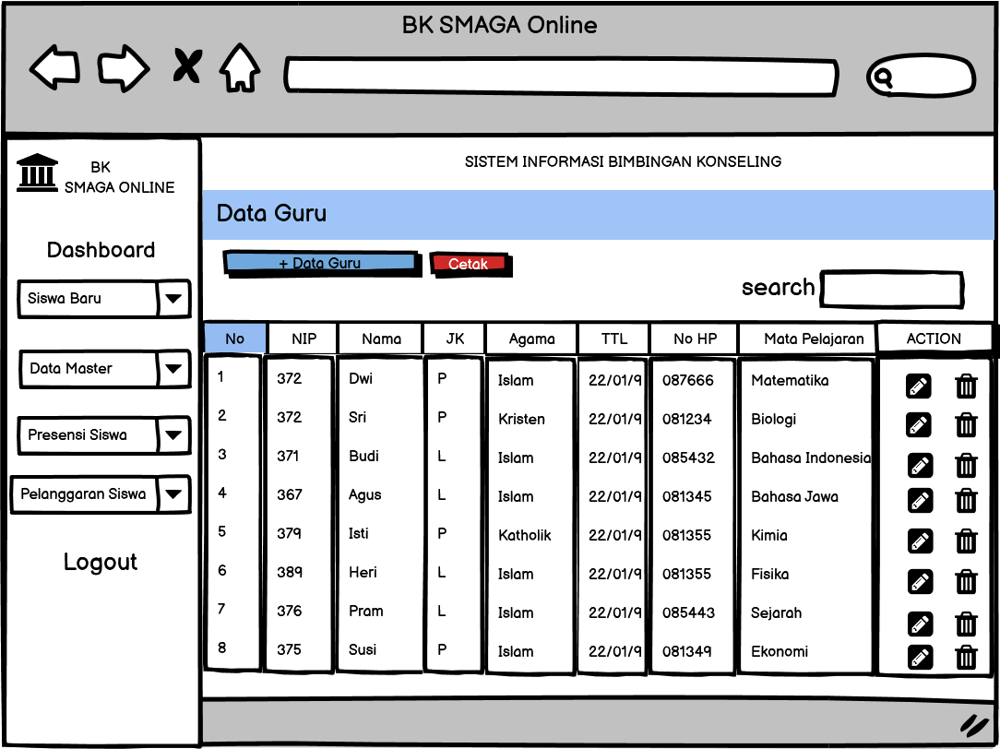 BK SMAGA Online
BK
SMAGA ONLINE
Dashboard
Siswa Baru
Data Master
Presensi Siswa
Pelanggaran Siswa
Logout
SISTEM INFORMASI BIMBINGAN KONSELING
Data Guru
+ Data Guru Cetak
search
No NIP Nama JK Agama TTL No HP Mata Pelajaran ACTION
1 372 Dwi P Islam 22/01/9 087666 Matematika
2 372 Sri P Kristen 22/01/9 081234 Biologi
3 371 Budi L Islam 22/01/9 085432 Bahasa Indonesia
4 367 Agus L Islam 22/01/9 081345 Bahasa Jawa
5 379 Isti P Katholik 22/01/9 081355 Kimia
6 389 Heri L Islam 22/01/9 081355 Fisika
7 376 Pram L Islam 22/01/9 085443 Sejarah
8 375 Susi P Islam 22/01/9 081349 Ekonomi